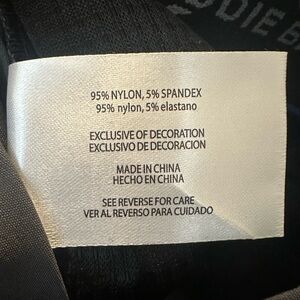 DDIE B
95% NYLON, 5% SPANDEX
95% nylon, 5% elastano
EXCLUSIVE OF DECORATION
EXCLUSIVO DE DECORACION
MADE IN CHINA
HECHO EN CHINA
SEE REVERSE FOR CARE
VER AL REVERSO PARA CUIDADO